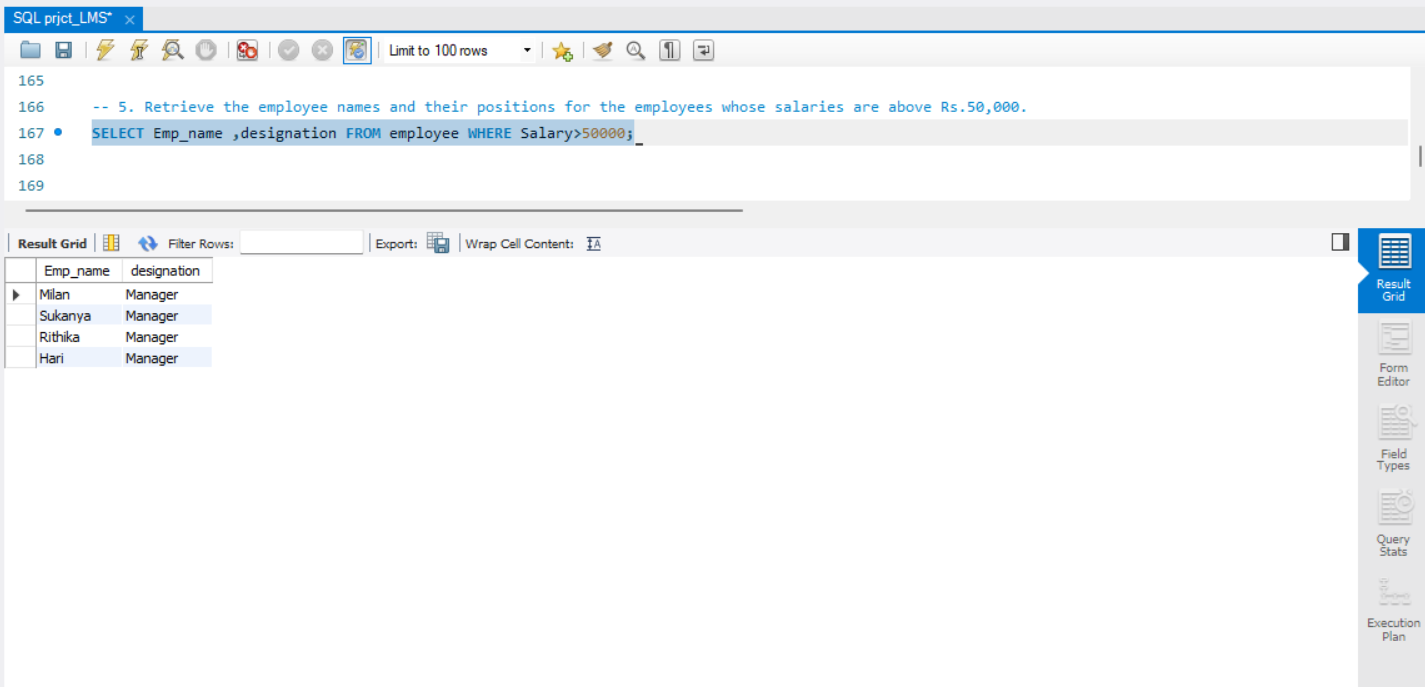 SQL prjct_LMS*
Limit to 100 rows
165
166 -- 5. Retrieve the employee names and their positions for the employees whose salaries are above Rs.50,000.
167 SELECT Emp_name ,designation FROM employee WHERE Salary>50000;
168
169
Result Grid Filter Rows: Export: Wrap Cell Content:
Emp_name designation
Milan Manager
Sukanya Manager
Rithika Manager
Hari Manager
Result
Grid
Form
Editor
Field
Types
Query
Stats
Execution
Plan